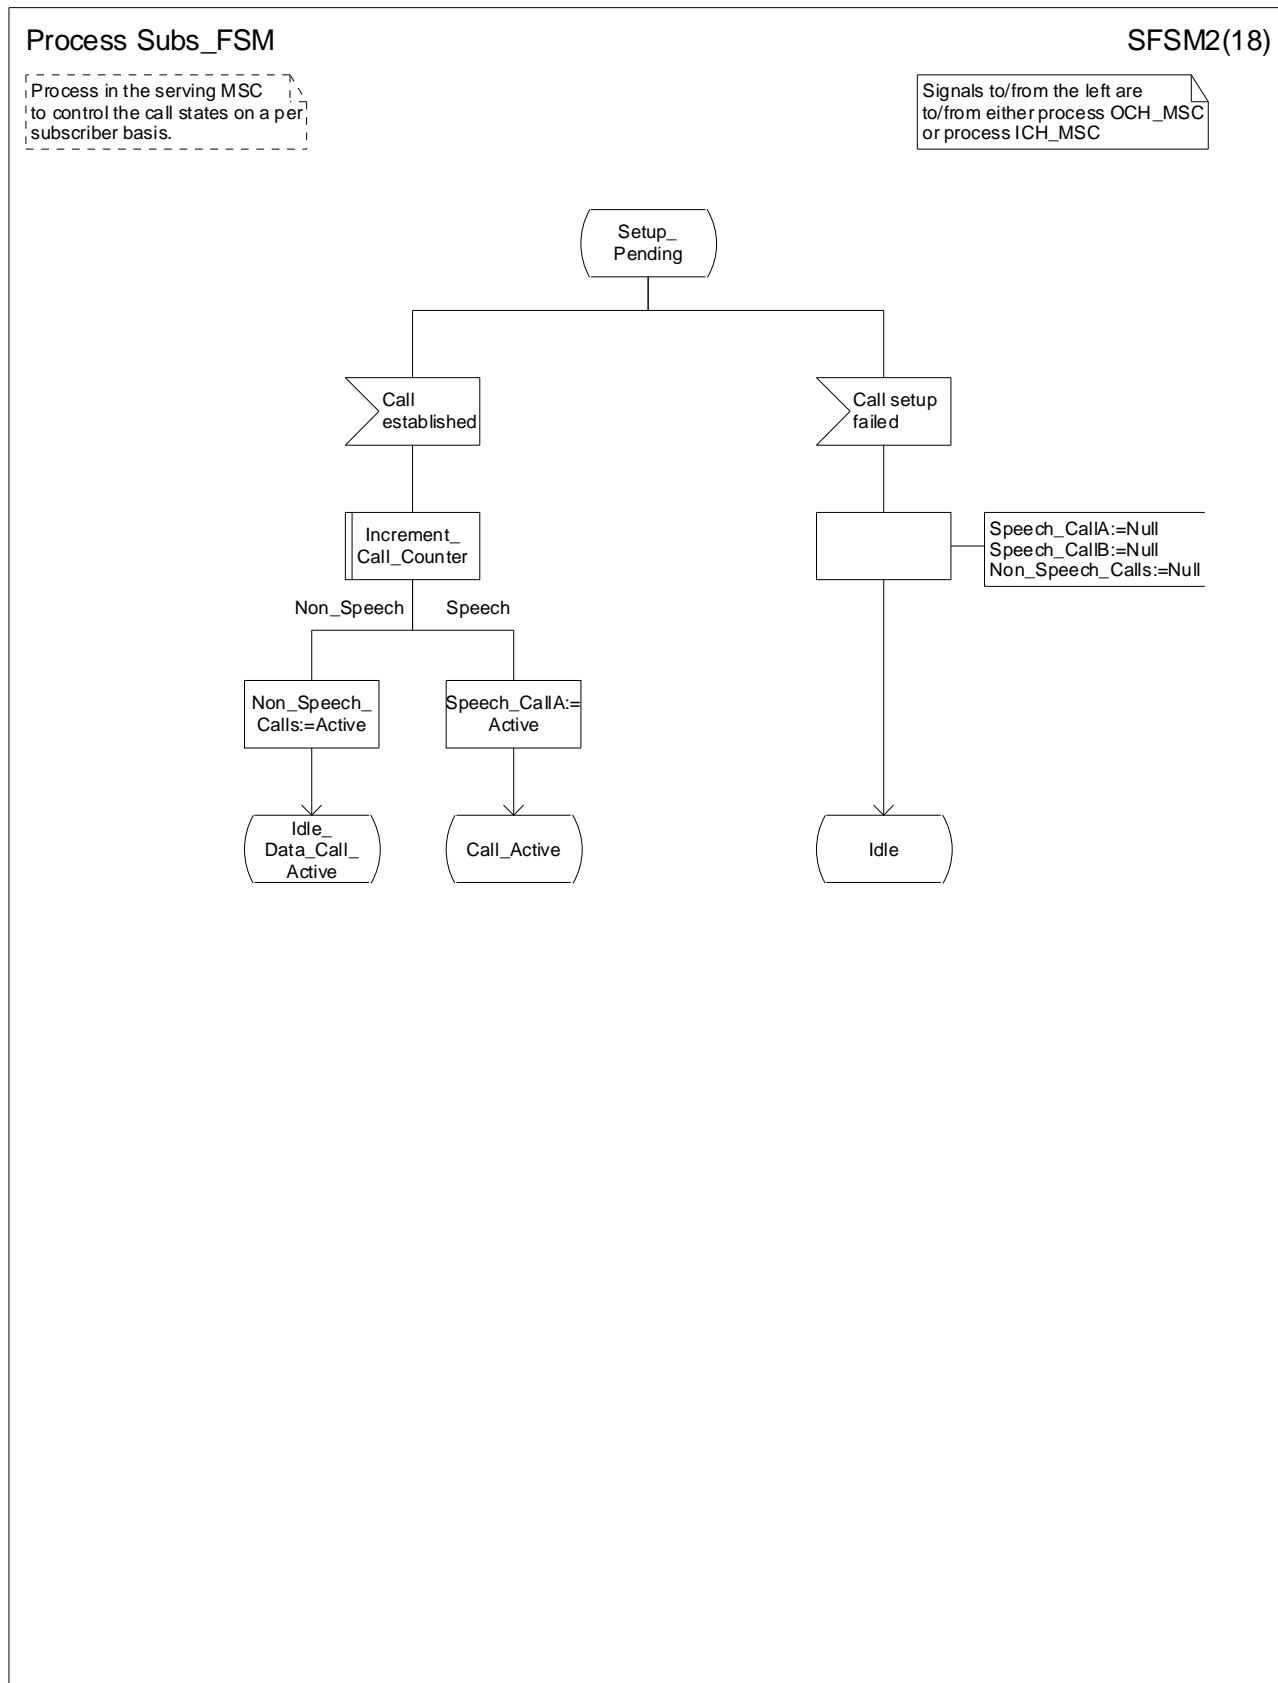 Process Subs_FSM
SFSM2(18)
Process in the serving MSC
to control the call states on a per
subscriber basis.
Signals to/from the left are
to/from either process OCH_MSC
or process ICH_MSC
Setup_
Pending
Call
established
Call setup
failed
Increment_
Call_Counter
Speech_CallA:=Null
Speech_CallB:=Null
Non_Speech_Calls:=Null
Non_Speech
Speech
Non_Speech_
Calls:=Active
Speech_CallA:=
Active
Idle_
Data_Call_
Active
Call_Active
Idle